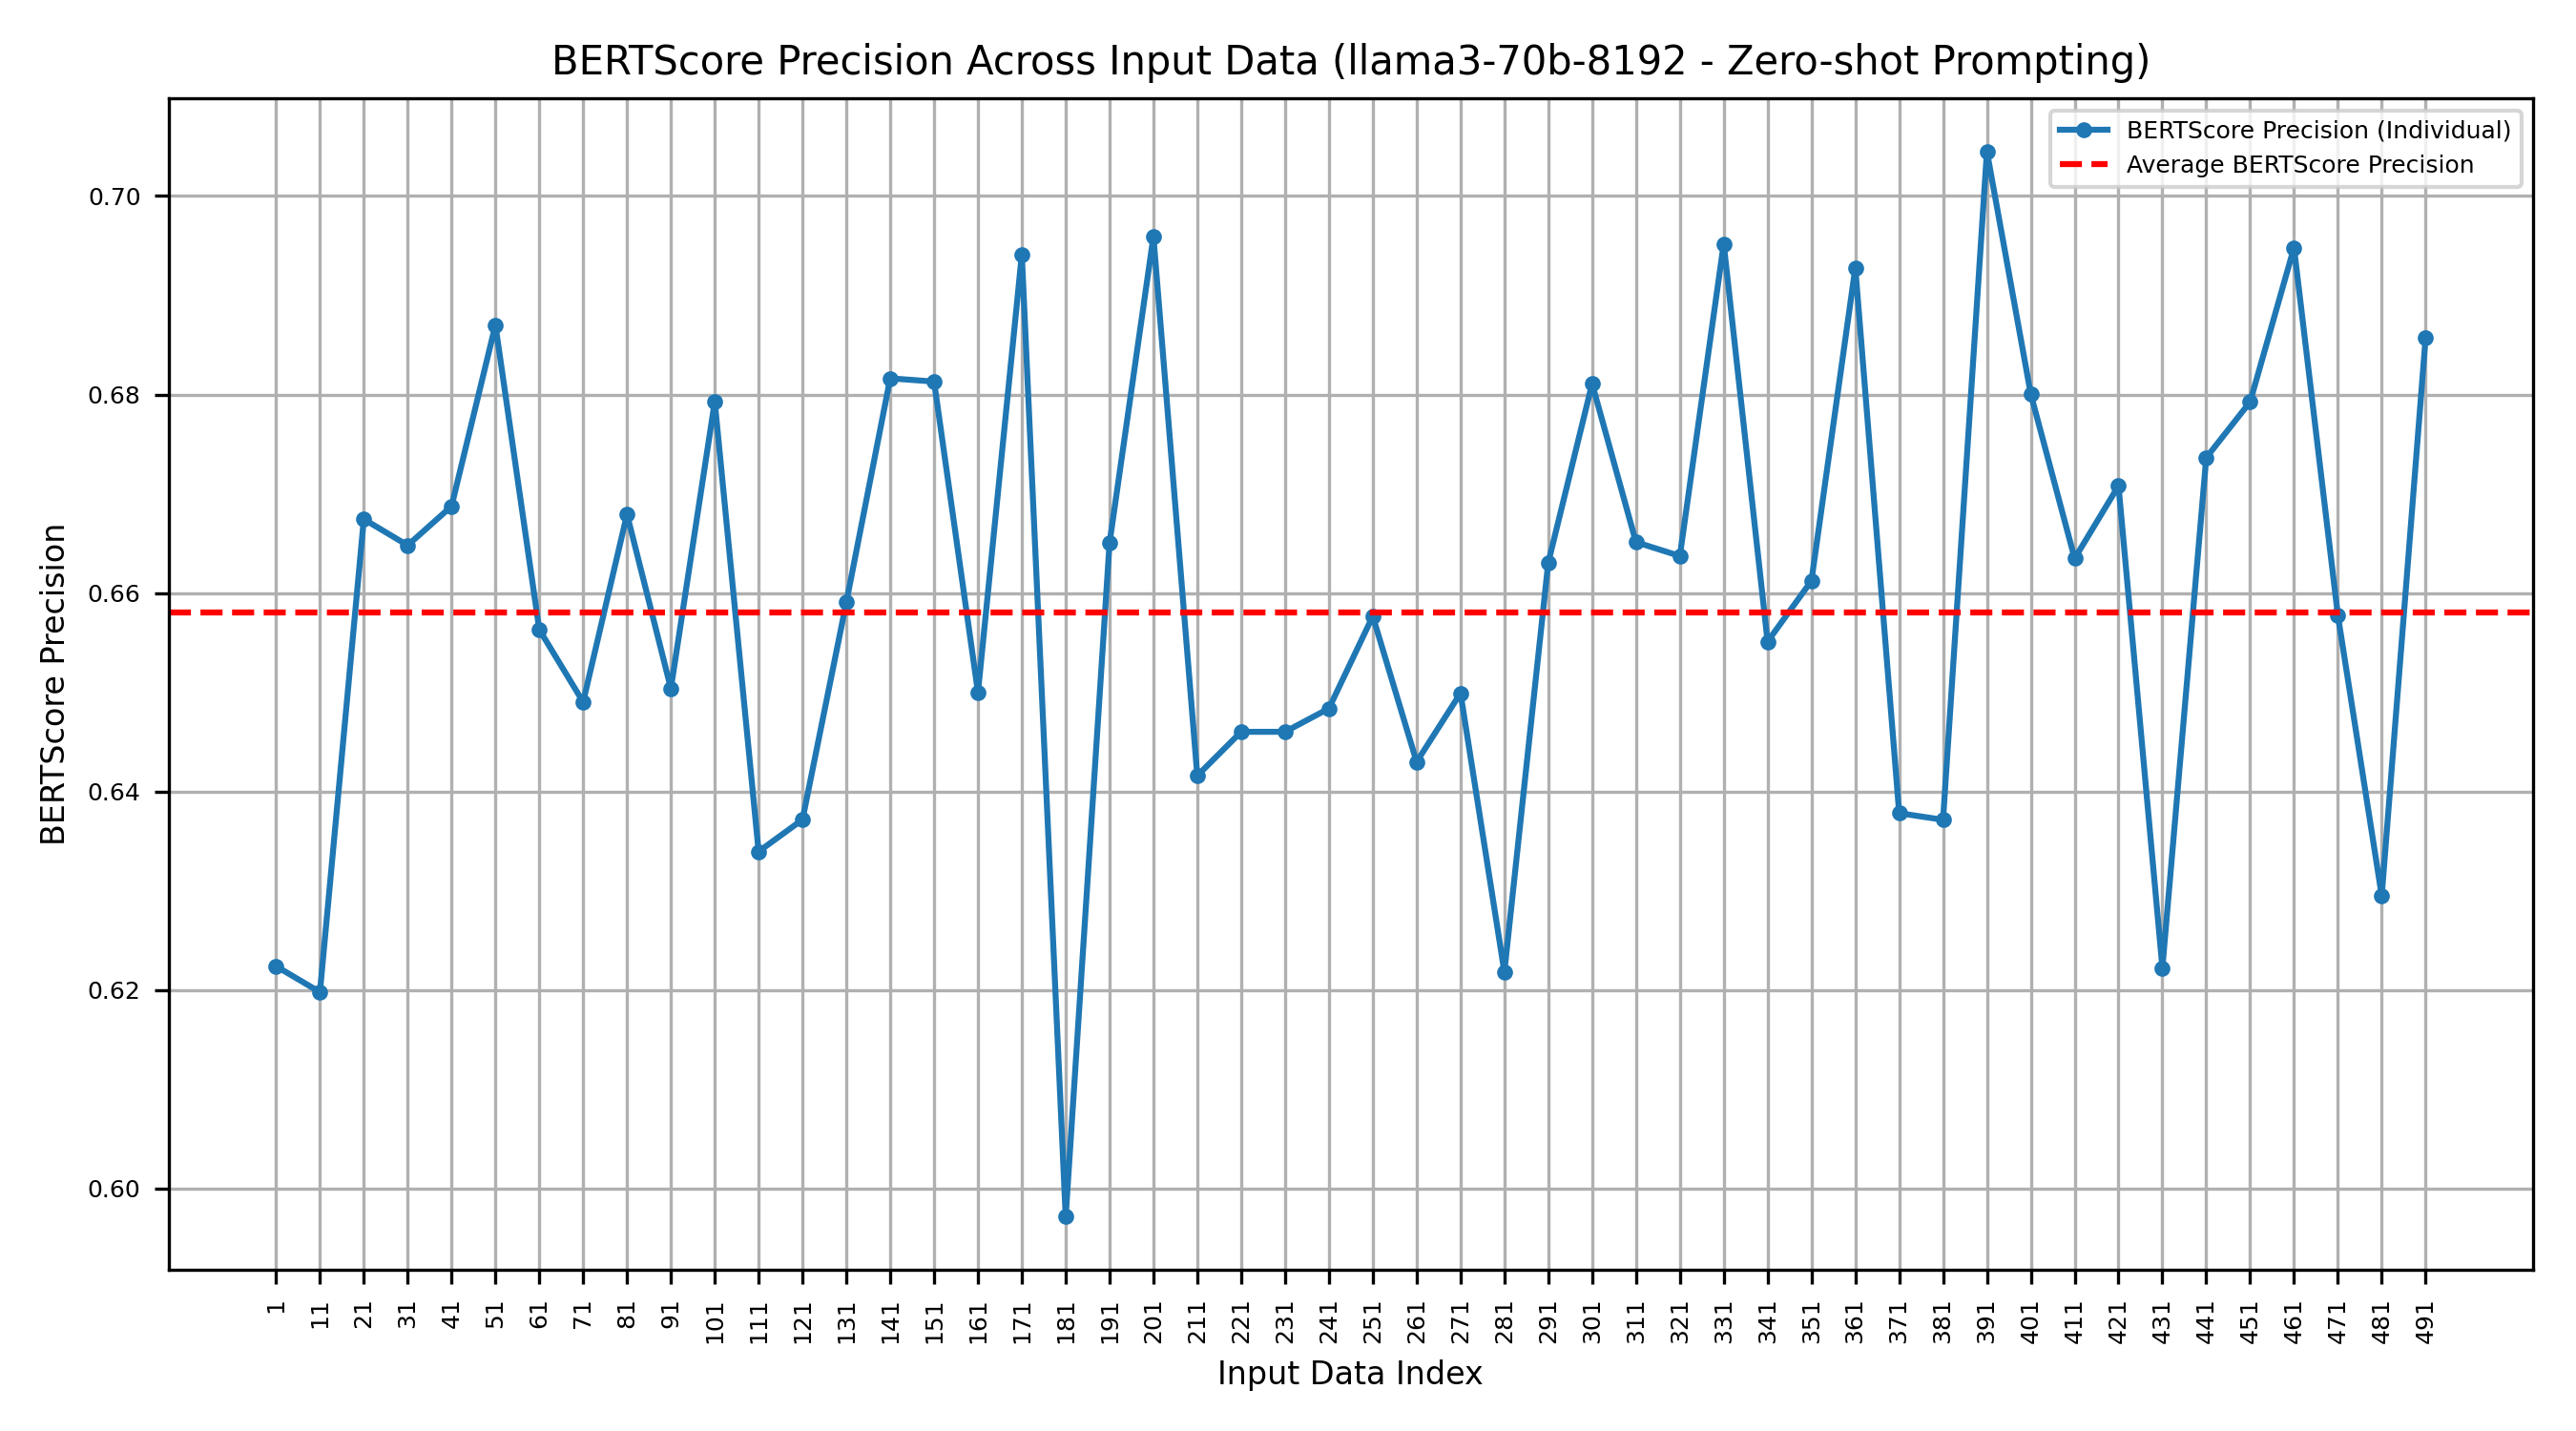 BERTScore Precision Across Input Data (llama3-70b-8192 - Zero-shot Prompting)
BERTScore Precision (Individual)
Average BERTScore Precision
BERTScore Precision
0.70
0.68
0.66
0.64
0.62
0.60
1 11 21 31 41 51 61 71 81 91 101 111 121 131 141 151 161 171 181 191 201 211 221 231 241 251 261 271 281 291 301 311 321 331 341 351 361 371 381 391 401 411 421 431 441 451 461 471 481 491
Input Data Index